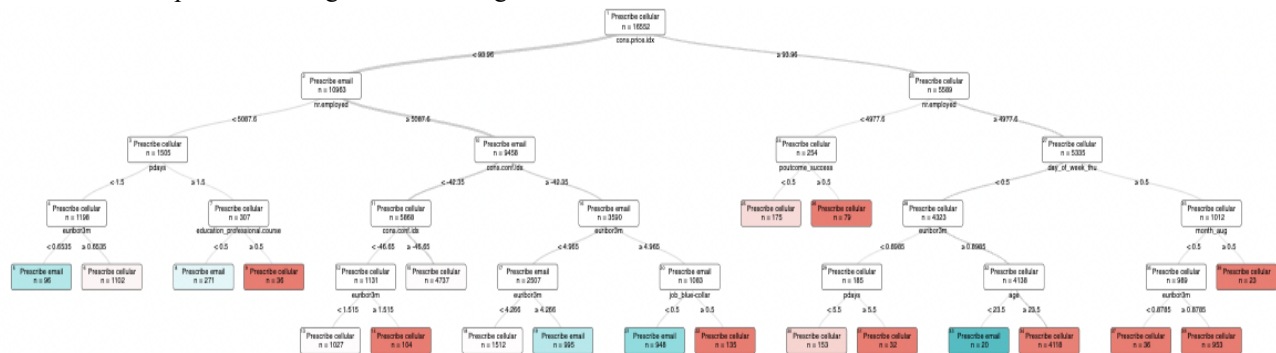 Prescribe cellular
n = 16552
cons.price.idx
< 93.96
≥ 93.96
Prescribe email
n = 10963
nr.employed
Prescribe cellular
n = 5589
nr.employed
< 5087.6
≥ 5087.6
< 4977.6
≥ 4977.6
Prescribe cellular
n = 1505
pdays
Prescribe email
n = 9458
cons.conf.idx
Prescribe cellular
n = 254
poutcome_success
Prescribe cellular
n = 5335
day_of_week_thu
< 1.5
≥ 1.5
< -42.35
≥ -42.35
< 0.5
≥ 0.5
< 0.5
≥ 0.5
Prescribe cellular
n = 1198
euribor3m
Prescribe cellular
n = 307
education_professional.course
Prescribe cellular
n = 5868
cons.conf.idx
Prescribe email
n = 3590
euribor3m
Prescribe cellular
n = 175
Prescribe cellular
n = 79
Prescribe cellular
n = 4323
euribor3m
Prescribe cellular
n = 1012
month_aug
< 0.6535
≥ 0.6535
< 0.5
≥ 0.5
< -46.65
≥ -46.65
< 4.965
≥ 4.965
< 0.8985
≥ 0.8985
< 0.5
≥ 0.5
Prescribe email
n = 96
Prescribe cellular
n = 1102
Prescribe email
n = 271
Prescribe cellular
n = 36
Prescribe cellular
n = 1131
euribor3m
Prescribe cellular
n = 4737
Prescribe email
n = 2507
euribor3m
Prescribe email
n = 1083
job_blue-collar
Prescribe cellular
n = 185
pdays
Prescribe cellular
n = 4138
age
Prescribe cellular
n = 989
euribor3m
Prescribe cellular
n = 23
< 1.515
≥ 1.515
< 4.266
≥ 4.266
< 0.5
≥ 0.5
< 5.5
≥ 5.5
< 23.5
≥ 23.5
< 0.8785
≥ 0.8785
Prescribe cellular
n = 1027
Prescribe cellular
n = 104
Prescribe cellular
n = 1512
Prescribe email
n = 995
Prescribe email
n = 948
Prescribe cellular
n = 135
Prescribe cellular
n = 153
Prescribe cellular
n = 32
Prescribe email
n = 20
Prescribe cellular
n = 4118
Prescribe cellular
n = 36
Prescribe cellular
n = 953